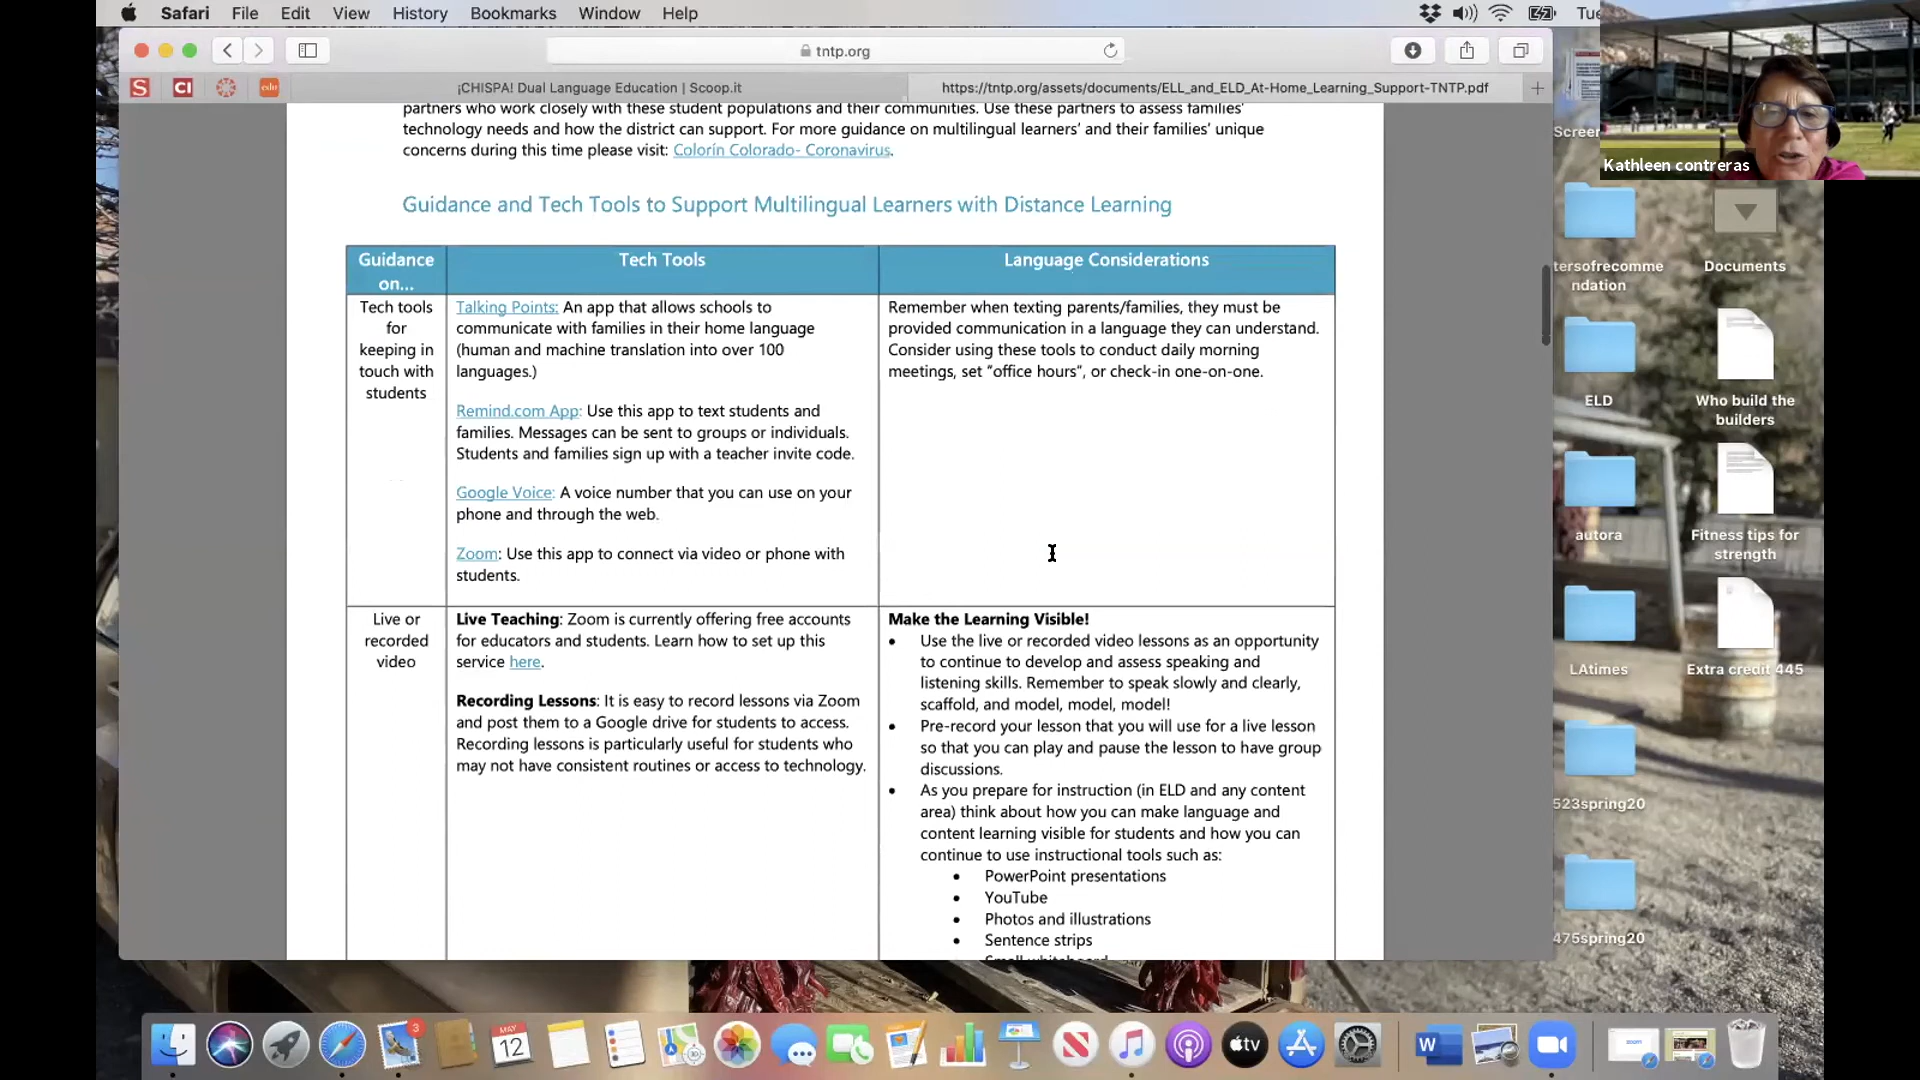 Safari File Edit View History Bookmarks Window Help
Tue
tntp.org
¡CHISPA! Dual Language Education | Scoop.it
https://tntp.org/assets/documents/ELL_and_ELD_At-Home_Learning_Support-TNTP.pdf
partners who work closely with these student populations and their communities. Use these partners to assess families'
technology needs and how the district can support. For more guidance on multilingual learners' and their families' unique
concerns during this time please visit: Colorín Colorado- Coronavirus.
Guidance and Tech Tools to Support Multilingual Learners with Distance Learning
Guidance
on...
Tech Tools
Language Considerations
Tech tools
for
keeping in
touch with
students
Talking Points: An app that allows schools to
communicate with families in their home language
(human and machine translation into over 100
languages.)
Remind.com App: Use this app to text students and
families. Messages can be sent to groups or individuals.
Students and families sign up with a teacher invite code.
Google Voice: A voice number that you can use on your
phone and through the web.
Zoom: Use this app to connect via video or phone with
students.
Remember when texting parents/families, they must be
provided communication in a language they can understand.
Consider using these tools to conduct daily morning
meetings, set "office hours", or check-in one-on-one.
Live or
recorded
video
Live Teaching: Zoom is currently offering free accounts
for educators and students. Learn how to set up this
service here.
Recording Lessons: It is easy to record lessons via Zoom
and post them to a Google drive for students to access.
Recording lessons is particularly useful for students who
may not have consistent routines or access to technology.
Make the Learning Visible!
• Use the live or recorded video lessons as an opportunity
to continue to develop and assess speaking and
listening skills. Remember to speak slowly and clearly,
scaffold, and model, model, model!
• Pre-record your lesson that you will use for a live lesson
so that you can play and pause the lesson to have group
discussions.
• As you prepare for instruction (in ELD and any content
area) think about how you can make language and
content learning visible for students and how you can
continue to use instructional tools such as:
• PowerPoint presentations
• YouTube
• Photos and illustrations
• Sentence strips
Kathleen contreras
Screen
tersofrecomme
ndation
Documents
ELD
Who build the
builders
autora
Fitness tips for
strength
LAtimes
Extra credit 445
523spring20
475spring20
3
MAY
12
tv
W
zoom
S
CI
edir